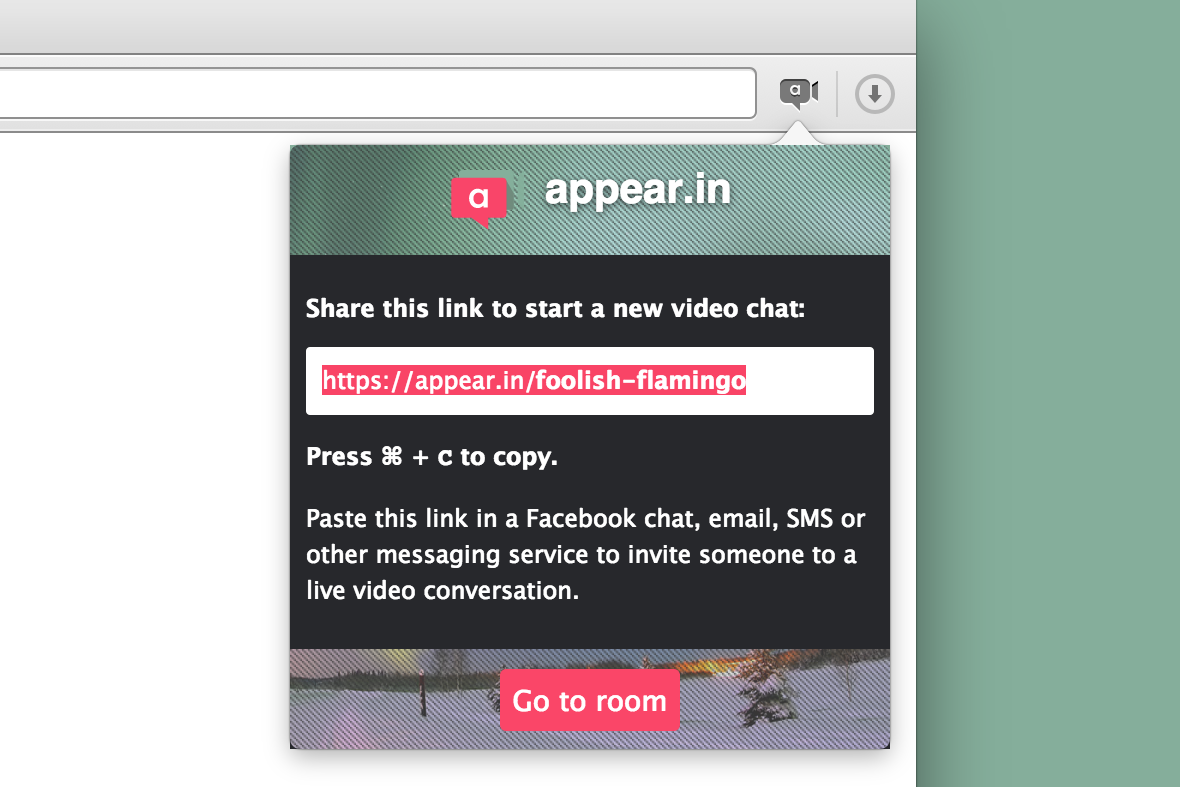 a
a appear.in
Share this link to start a new video chat:
https://appear.in/foolish-flamingo
Press ⌘ + C to copy.
Paste this link in a Facebook chat, email, SMS or
other messaging service to invite someone to a
live video conversation.
Go to room